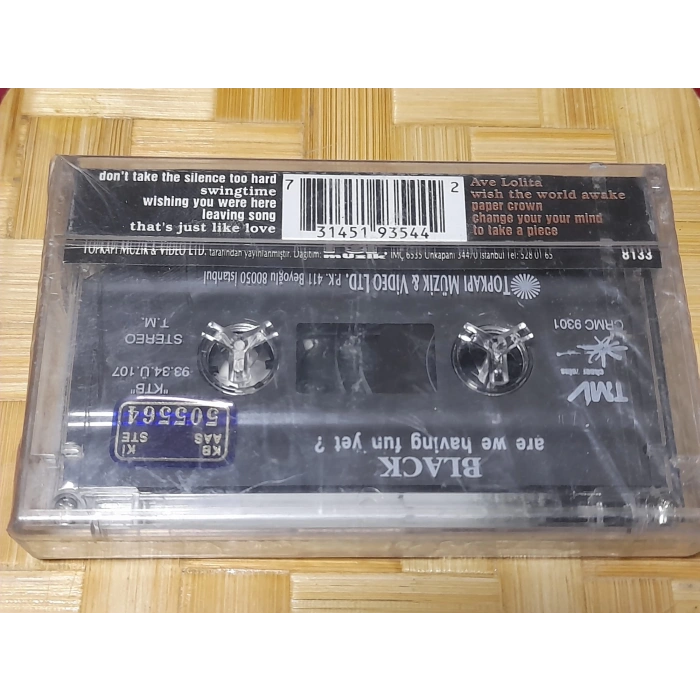 don't take the silence too hard
swingtime
wishing you were here
leaving song
that's just like love
7 31451 93544 2
Ave Lolita
wish the world awake
paper crown
change your your mind
to take a piece
TOPKAPI MÜZİK & VİDEO LTD. tarafından yayınlanmıştır. Dağıtım:
İMÇ 6535 Unkapanı 34470 İstanbul Tel: 528 01 65
8133
TOPKAPI MÜZİK & VİDEO LTD. P.K. 411 Beyoğlu 80050 İstanbul
CRMC 9301
STEREO
T.M.
TMV
"KTB"
93.34.U.107
KB Kİ
AAS STE
505564
BLACK
are we having fun yet ?